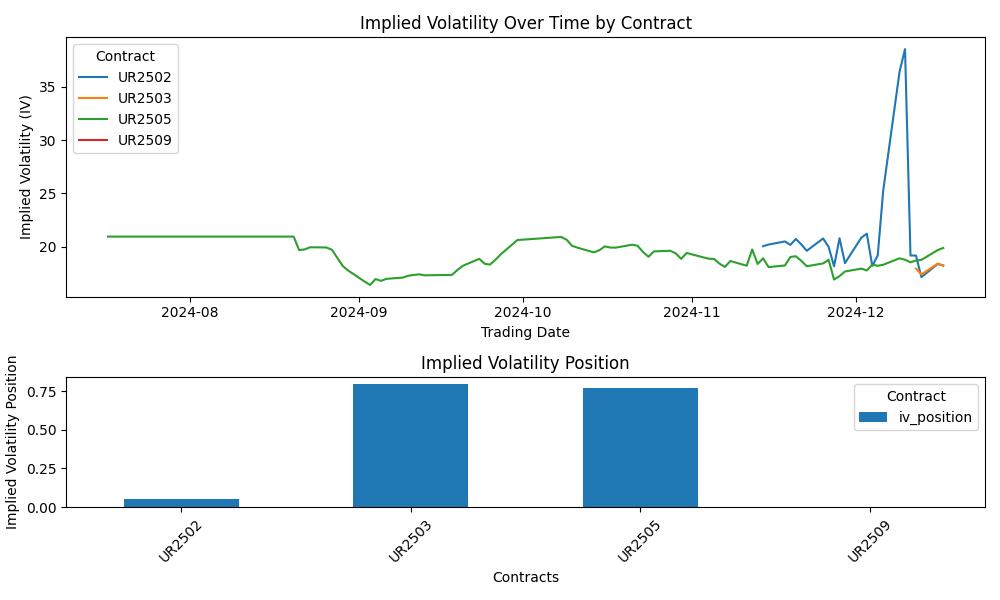 Implied Volatility Over Time by Contract
Implied Volatility (IV)
35
30
25
20
Contract
UR2502
UR2503
UR2505
UR2509
2024-08
2024-09
2024-10
2024-11
2024-12
Trading Date
Implied Volatility Position
Implied Volatility Position
0.75
0.50
0.25
0.00
Contract
iv_position
UR2502
UR2503
UR2505
UR2509
Contracts